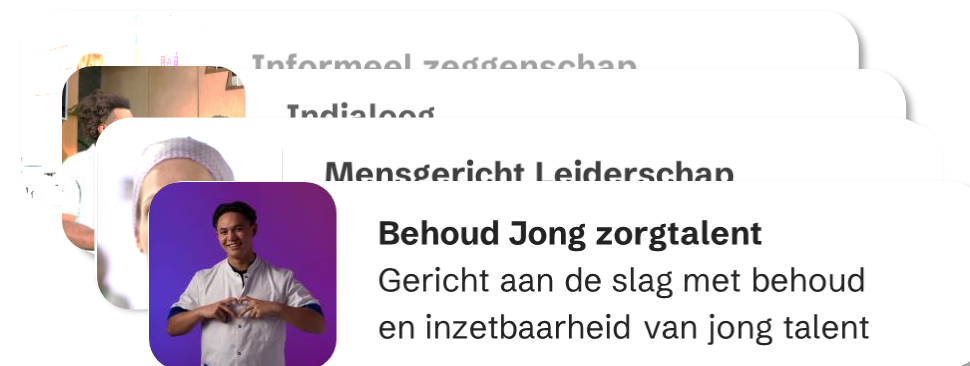 Informeel zeggenschap
Indialoog
Mensgericht Leiderschap
Behoud Jong zorgtalent
Gericht aan de slag met behoud
en inzetbaarheid van jong talent